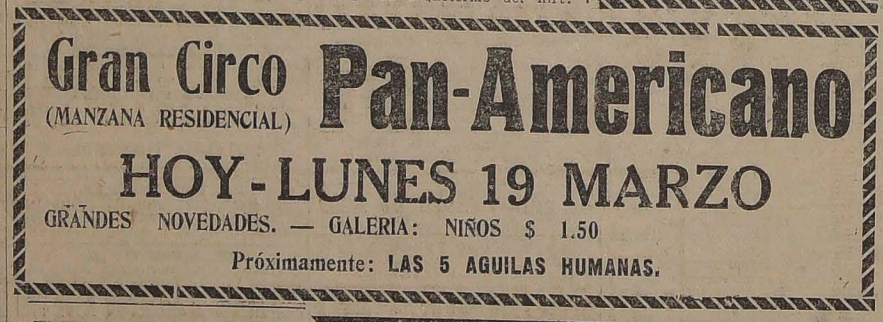 Gran Circo Pan-Americano
(MANZANA RESIDENCIAL)
HOY-LUNES 19 MARZO
GRANDES NOVEDADES. — GALERIA: NIÑOS $ 1.50
Próximamente: LAS 5 AGUILAS HUMANAS.